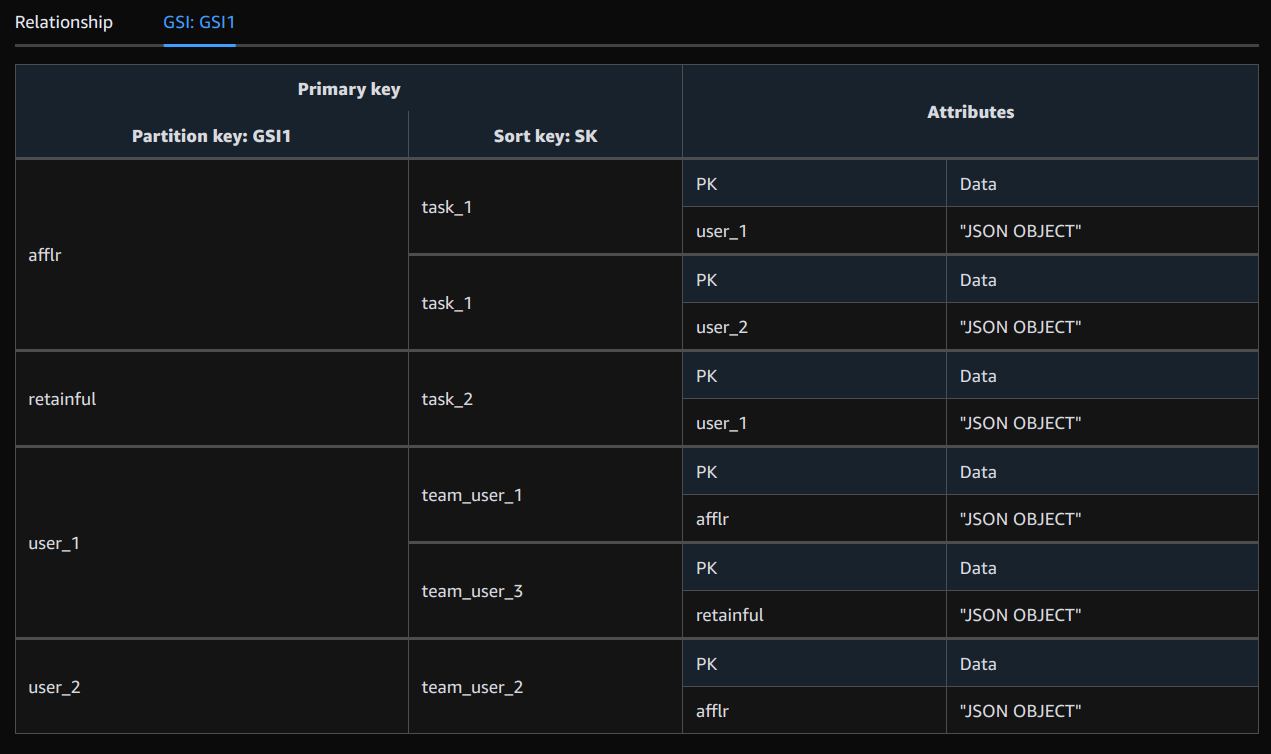 Relationship
GSI: GSI1
Primary key
Attributes
Partition key: GSI1
Sort key: SK
afflr
task_1
PK
Data
user_1
"JSON OBJECT"
task_1
PK
Data
user_2
"JSON OBJECT"
retainful
task_2
PK
Data
user_1
"JSON OBJECT"
user_1
team_user_1
PK
Data
afflr
"JSON OBJECT"
team_user_3
PK
Data
retainful
"JSON OBJECT"
user_2
team_user_2
PK
Data
afflr
"JSON OBJECT"